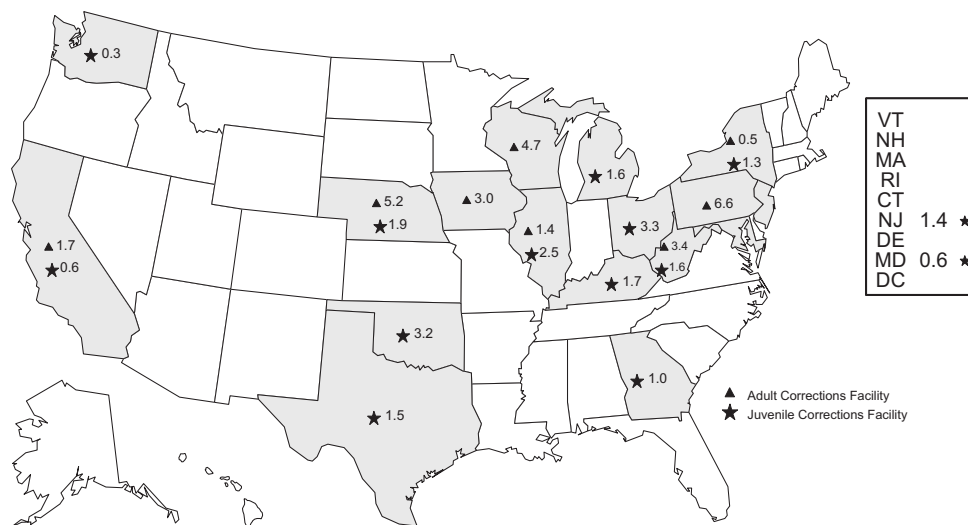 ★ 0.3
▲ 4.7
★ 1.6
▲ 0.5
★ 1.3
▲ 5.2
★ 1.9
▲ 3.0
▲ 6.6
▲ 1.4
★ 2.5
★ 3.3
▲ 3.4
★ 1.6
▲ 1.7
★ 0.6
★ 1.7
★ 3.2
★ 1.0
★ 1.5
VT
NH
MA
RI
CT
NJ 1.4 ★
DE
MD 0.6 ★
DC
▲ Adult Corrections Facility
★ Juvenile Corrections Facility